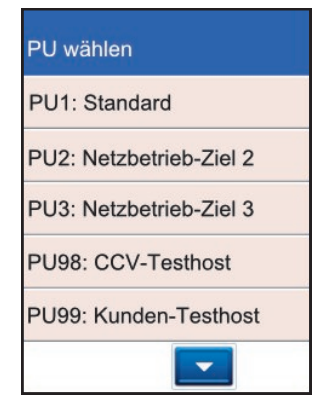 PU wählen
PU1: Standard
PU2: Netzbetrieb-Ziel 2
PU3: Netzbetrieb-Ziel 3
PU98: CCV-Testhost
PU99: Kunden-Testhost